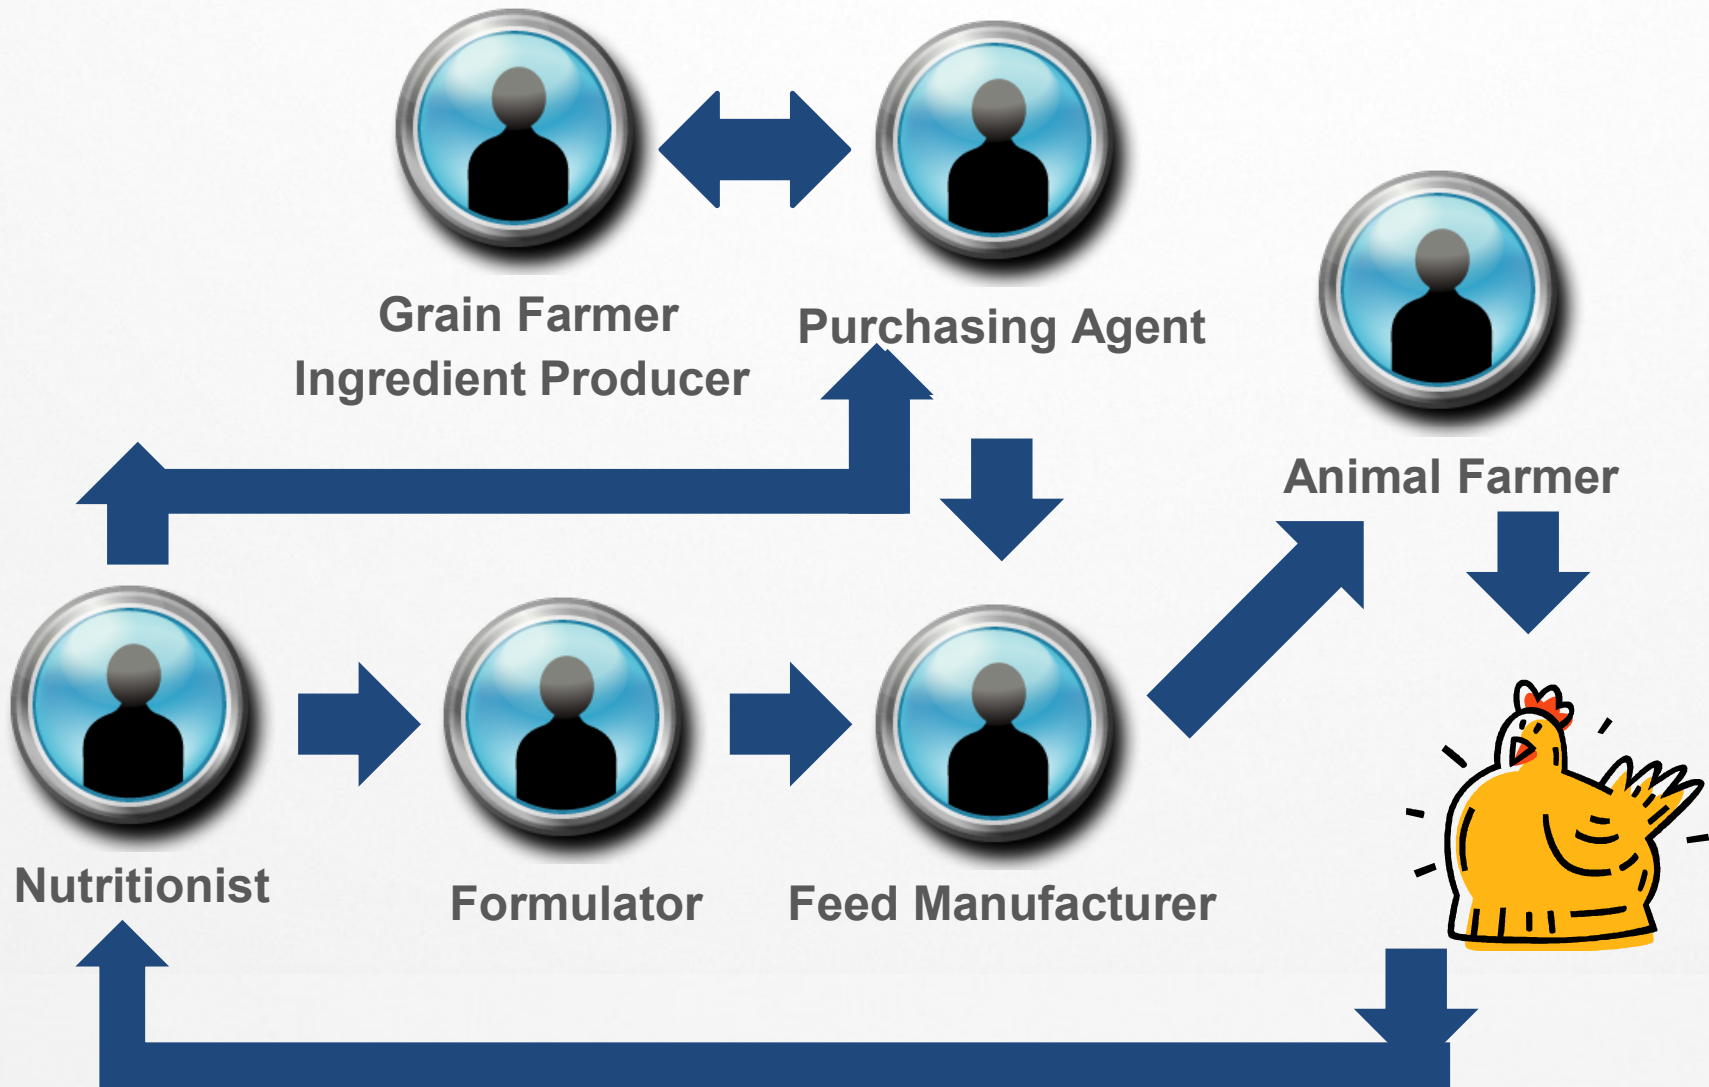 Grain Farmer
Ingredient Producer
Purchasing Agent
Animal Farmer
Nutritionist
Formulator
Feed Manufacturer